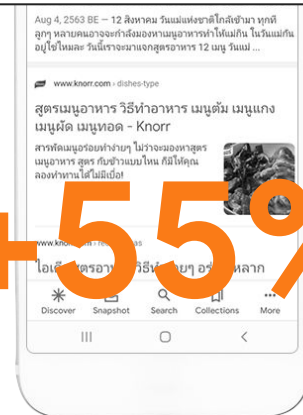 Aug 4, 2563 BE — 12 สิงหาคม วันแม่แห่งชาติใกล้เข้ามา ทุกที
ลูกๆ หลายคนอาจจะกำลังมองหาเมนูอาหารทำให้แม่กิน ในวันแม่กัน
อยู่ใช่ไหมละ วันนี้เราจะมาแจกสูตรอาหาร 12 เมนู วันแม่ ...
www.knorr.com › dishes-type
สูตรเมนูอาหาร วิธีทำอาหาร เมนูต้ม เมนูแกง
เมนูผัด เมนูทอด - Knorr
สารพัดเมนูอร่อยทำง่ายๆ ไม่ว่าจะมองหาสูตร
เมนูอาหาร สูตร กับข้าวแบบไหน ก็มีให้คุณ
ลองทำทานได้ไม่มีเบื่อ!
+55%
www.knorr.com
Discover Snapshot Search Collections More